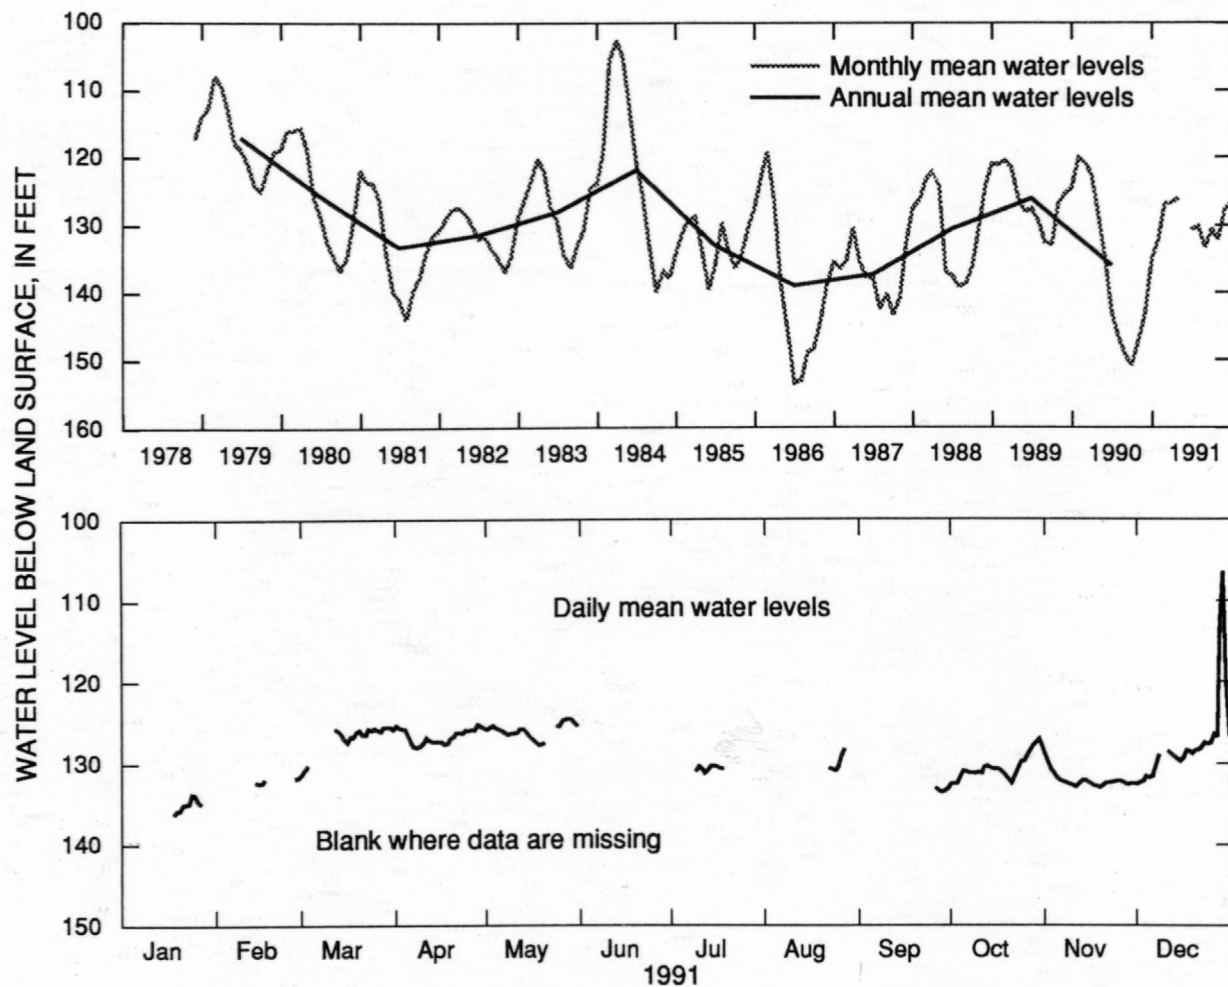 WATER LEVEL BELOW LAND SURFACE, IN FEET
100
110
120
130
140
150
160
Monthly mean water levels
Annual mean water levels
1978 1979 1980 1981 1982 1983 1984 1985 1986 1987 1988 1989 1990 1991
100
110
120
130
140
150
Daily mean water levels
Blank where data are missing
Jan Feb Mar Apr May Jun Jul Aug Sep Oct Nov Dec
1991